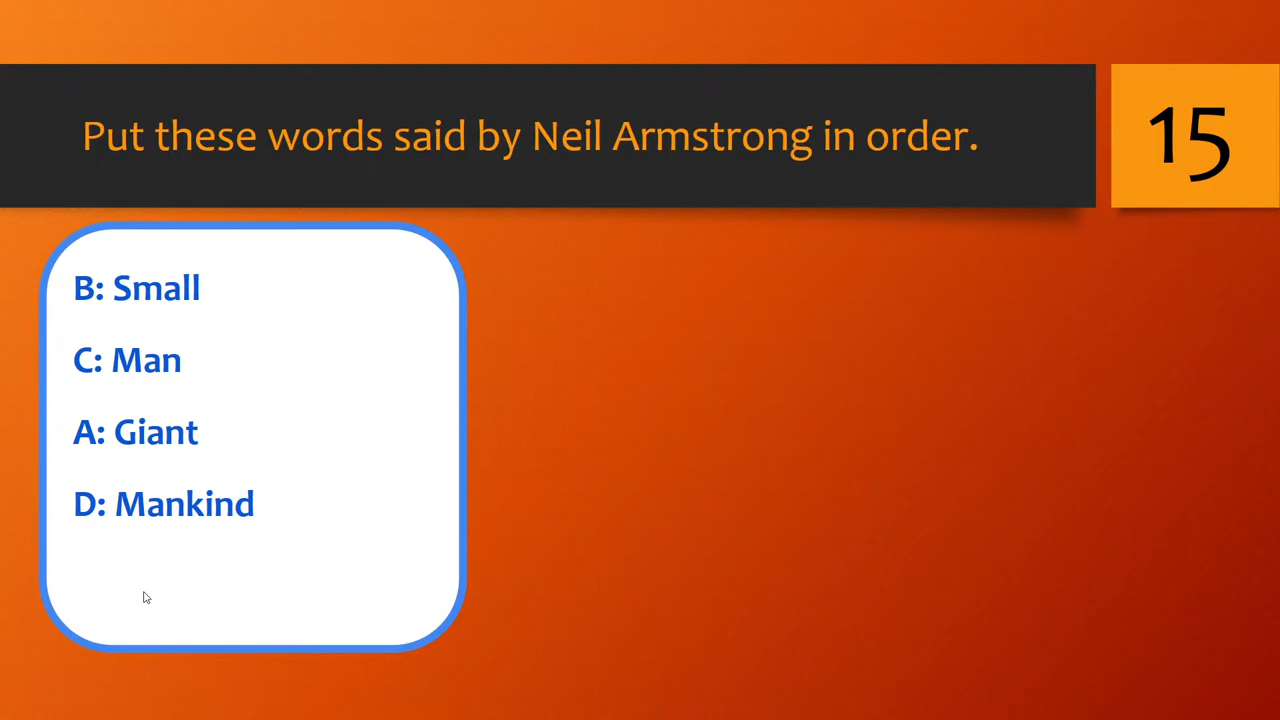 Put these words said by Neil Armstrong in order.
15
B: Small
C: Man
A: Giant
D: Mankind